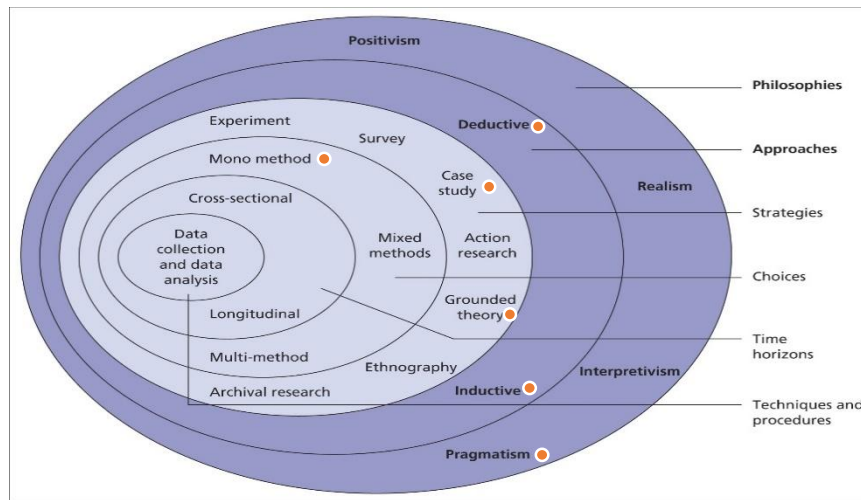 Positivism
Philosophies
Experiment
Deductive
Survey
Approaches
Mono method
Case
study
Realism
Cross-sectional
Strategies
Data
collection
and data
analysis
Mixed
methods
Action
research
Choices
Grounded
theory
Longitudinal
Time
horizons
Multi-method
Ethnography
Interpretivism
Archival research
Inductive
Techniques and
procedures
Pragmatism